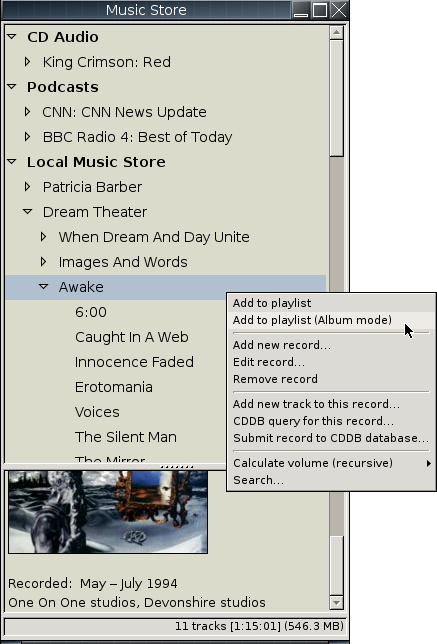 Music Store
CD Audio
King Crimson: Red
Podcasts
CNN: CNN News Update
BBC Radio 4: Best of Today
Local Music Store
Patricia Barber
Dream Theater
When Dream And Day Unite
Images And Words
Awake
6:00
Caught In A Web
Innocence Faded
Erotomania
Voices
The Silent Man
The Mirror
Add to playlist
Add to playlist (Album mode)
Add new record...
Edit record...
Remove record
Add new track to this record...
CDDB query for this record...
Submit record to CDDB database...
Calculate volume (recursive)
Search...
Recorded: May – July 1994
One On One studios, Devonshire studios
11 tracks [1:15:01] (546.3 MB)